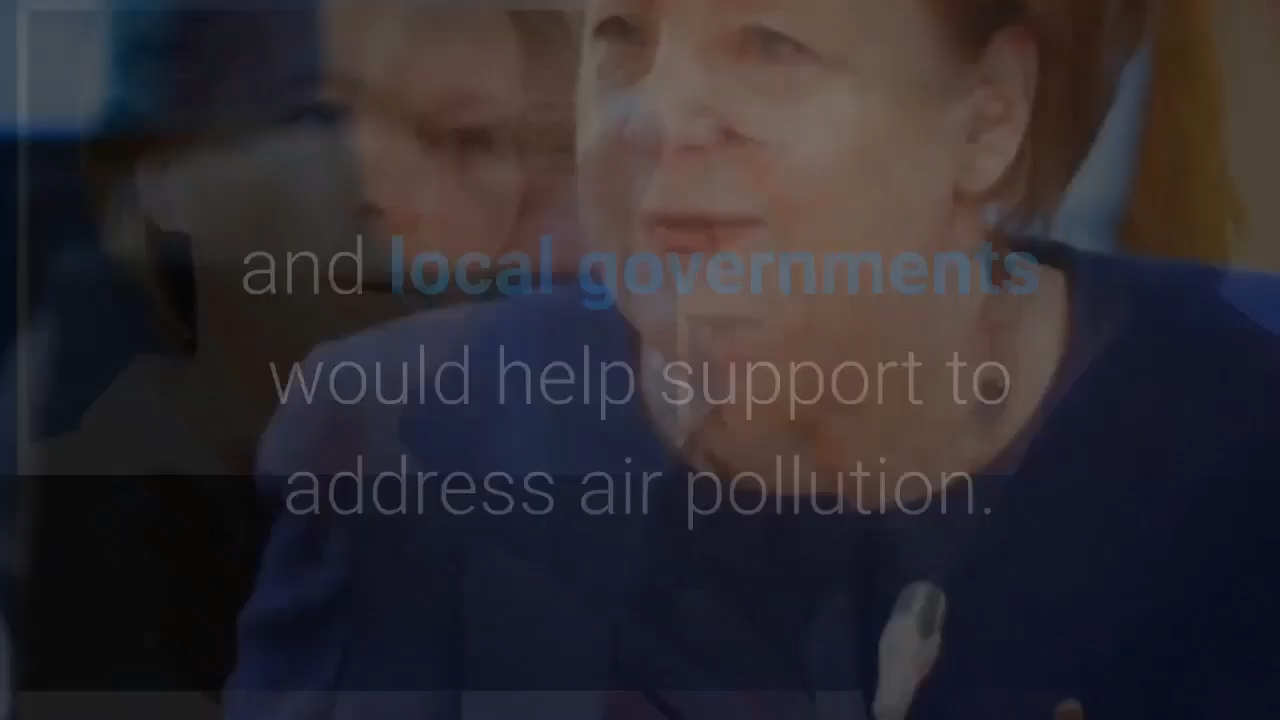 and local governments
would help support to
address air pollution.